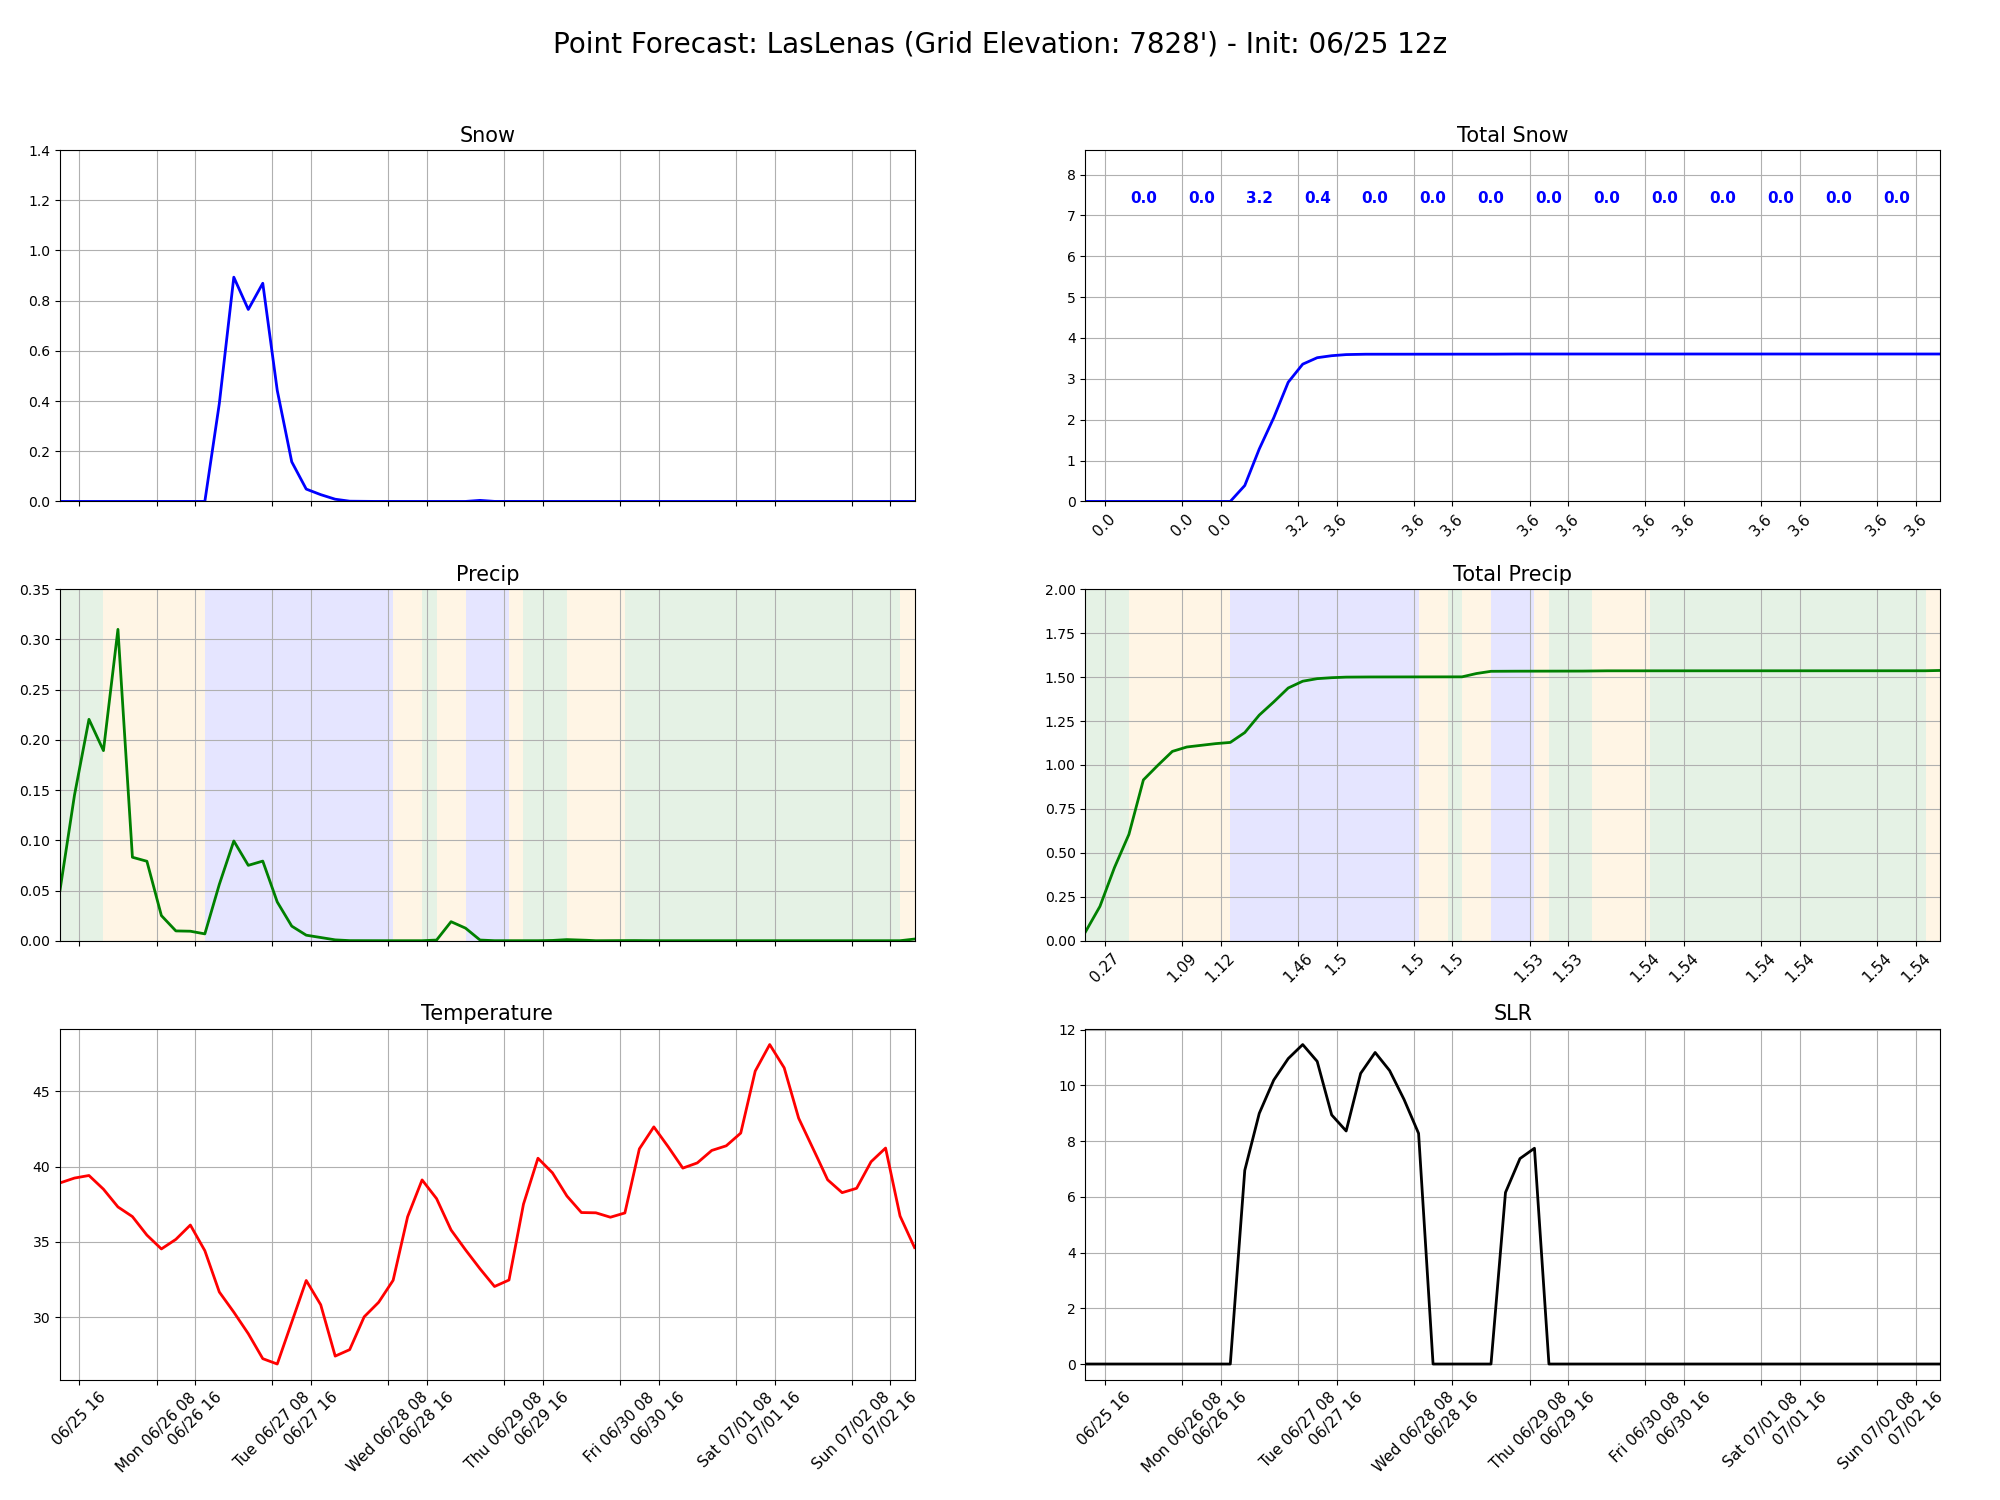 Point Forecast: LasLenas (Grid Elevation: 7828') - Init: 06/25 12z
Snow
1.4
1.2
1.0
0.8
0.6
0.4
0.2
0.0
Total Snow
8
7
6
5
4
3
2
1
0
0.0 0.0 3.2 0.4 0.0 0.0 0.0 0.0 0.0 0.0 0.0 0.0 0.0 0.0
0.0 0.0 0.0 3.2 3.6 3.6 3.6 3.6 3.6 3.6 3.6 3.6 3.6 3.6 3.6
Precip
0.35
0.30
0.25
0.20
0.15
0.10
0.05
0.00
Total Precip
2.00
1.75
1.50
1.25
1.00
0.75
0.50
0.25
0.00
0.27 1.09 1.12 1.46 1.5 1.5 1.5 1.53 1.53 1.54 1.54 1.54 1.54 1.54 1.54
Temperature
45
40
35
30
06/25 16
Mon 06/26 08
06/26 16
Tue 06/27 08
06/27 16
Wed 06/28 08
06/28 16
Thu 06/29 08
06/29 16
Fri 06/30 08
06/30 16
Sat 07/01 08
07/01 16
Sun 07/02 08
07/02 16
SLR
12
10
8
6
4
2
0
06/25 16
Mon 06/26 08
06/26 16
Tue 06/27 08
06/27 16
Wed 06/28 08
06/28 16
Thu 06/29 08
06/29 16
Fri 06/30 08
06/30 16
Sat 07/01 08
07/01 16
Sun 07/02 08
07/02 16